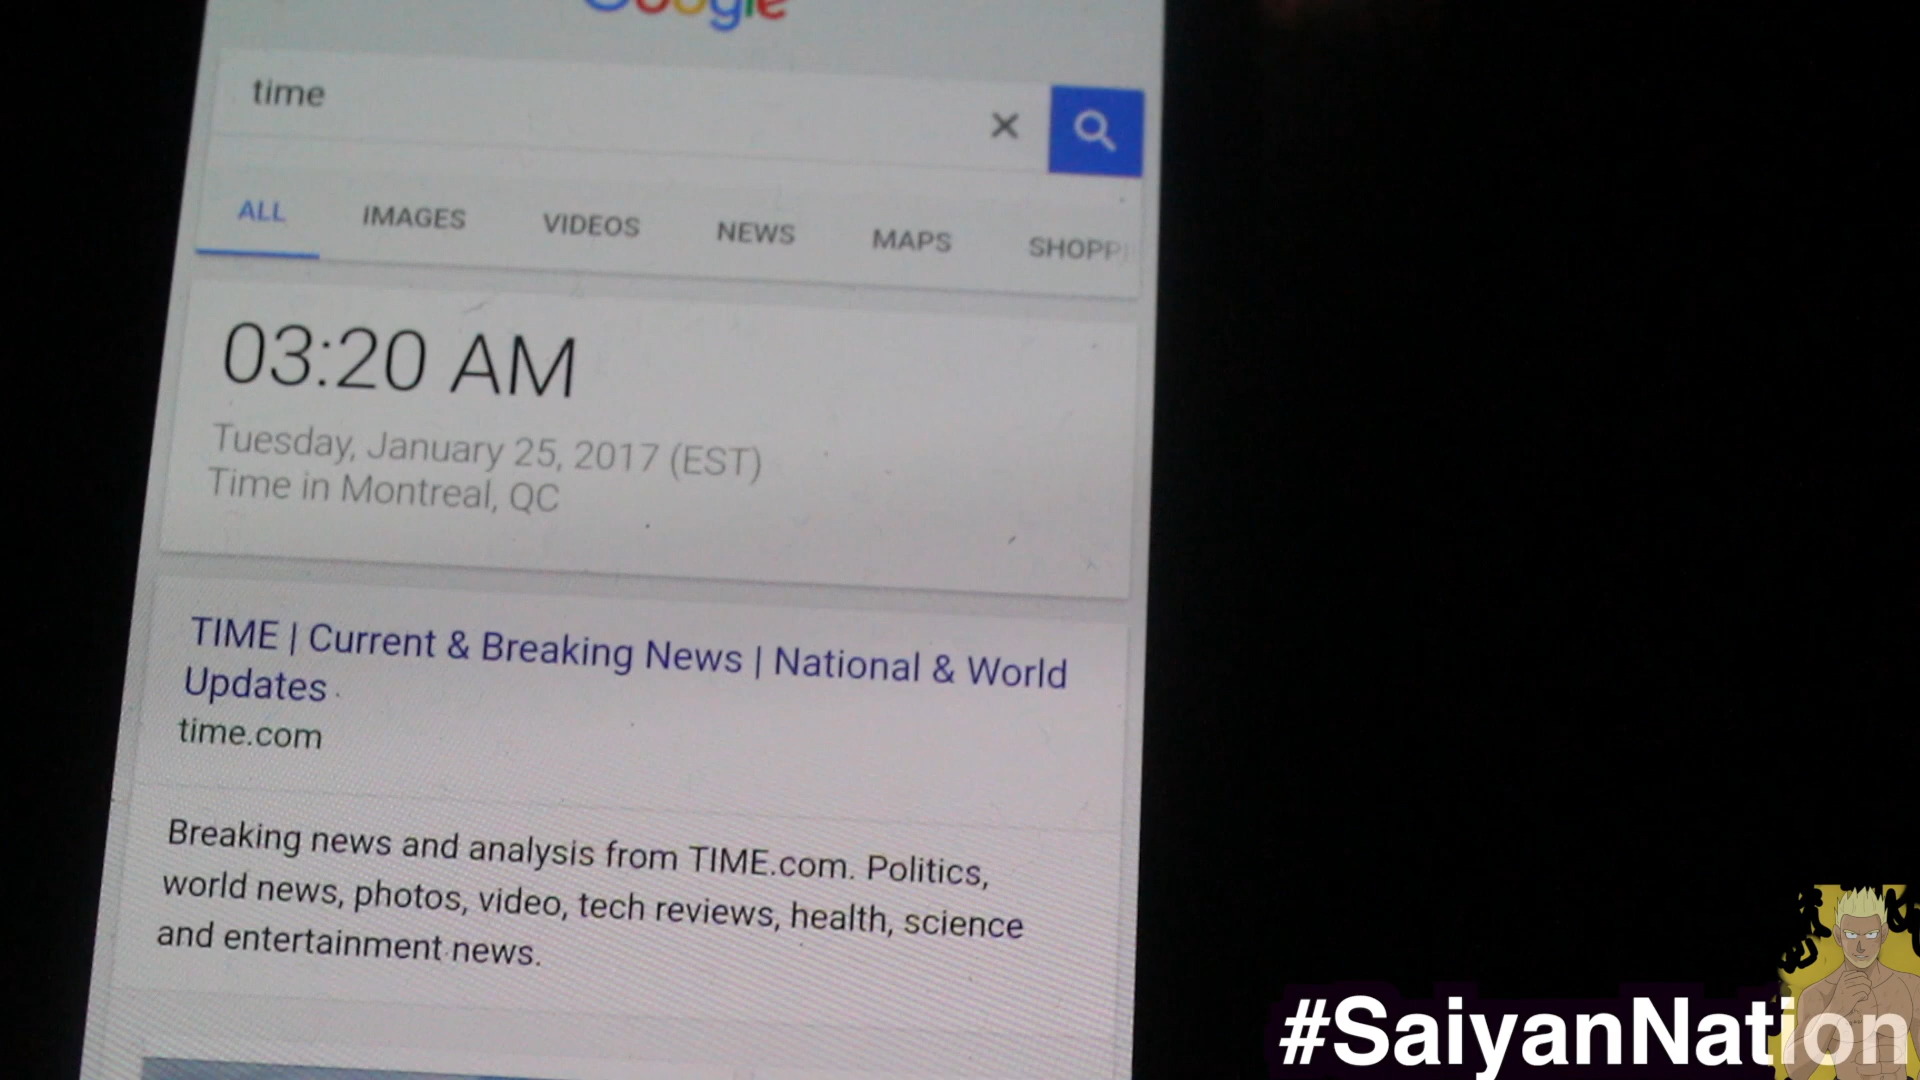 Google
time
ALL IMAGES VIDEOS NEWS MAPS SHOPPI
03:20 AM
Tuesday, January 25, 2017 (EST)
Time in Montreal, QC
TIME | Current & Breaking News | National & World
Updates
time.com
Breaking news and analysis from TIME.com. Politics,
world news, photos, video, tech reviews, health, science
and entertainment news.
#SaiyanNation